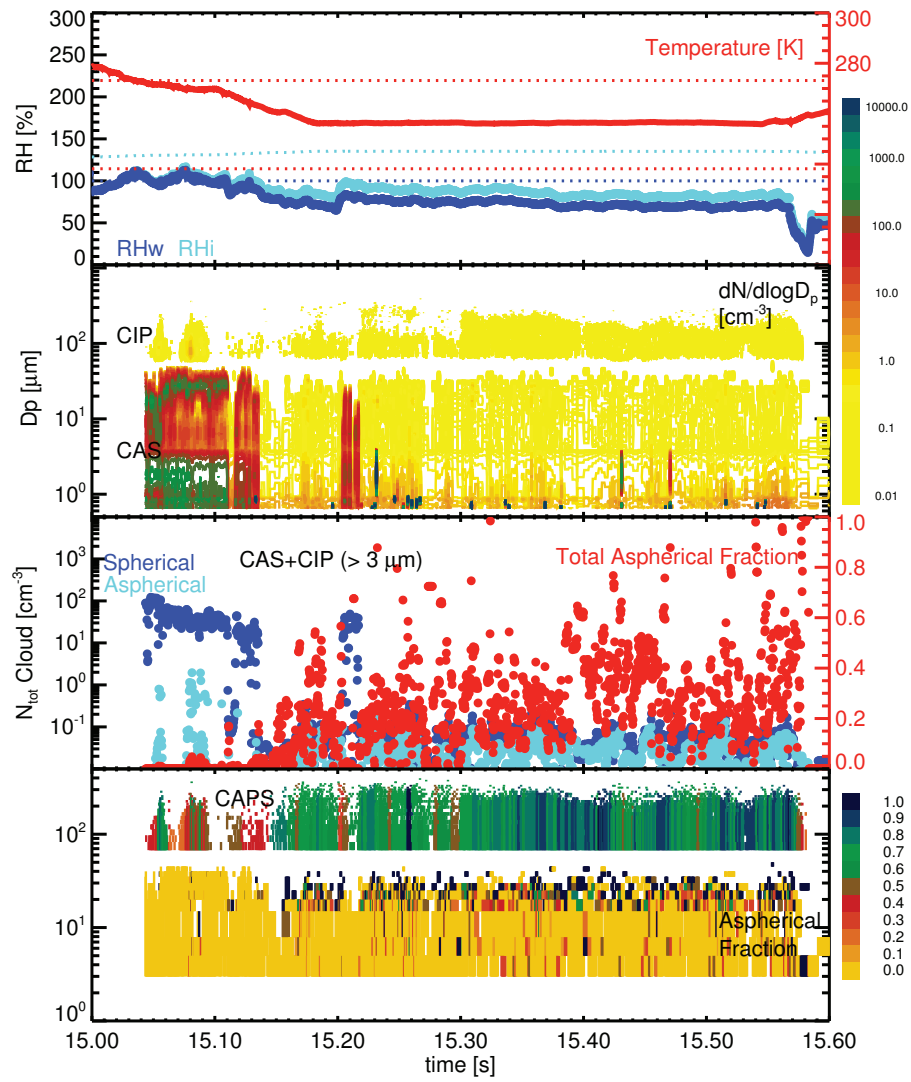 300
250
200
150
100
50
0
RH [%]
RHw RHi
Temperature [K]
300
280
10000.0
1000.0
100.0
10.0
1.0
0.1
0.01
dN/dlogDp
[cm-3]
CIP
CAS
Dp [µm]
10²
10¹
10⁰
Spherical
Aspherical
CAS+CIP (> 3 µm)
Total Aspherical Fraction
Ntot Cloud [cm-3]
10³
10²
10¹
10⁰
10-1
1.0
0.8
0.6
0.4
0.2
0.0
CAPS
Aspherical
Fraction
10²
10¹
10⁰
1.0
0.9
0.8
0.7
0.6
0.5
0.4
0.3
0.2
0.1
0.0
15.00 15.10 15.20 15.30 15.40 15.50 15.60
time [s]